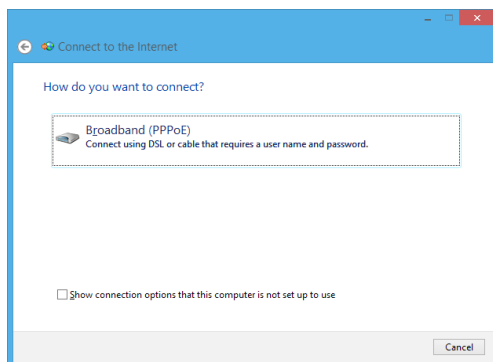 Connect to the Internet
How do you want to connect?
Broadband (PPPoE)
Connect using DSL or cable that requires a user name and password.
Show connection options that this computer is not set up to use
Cancel